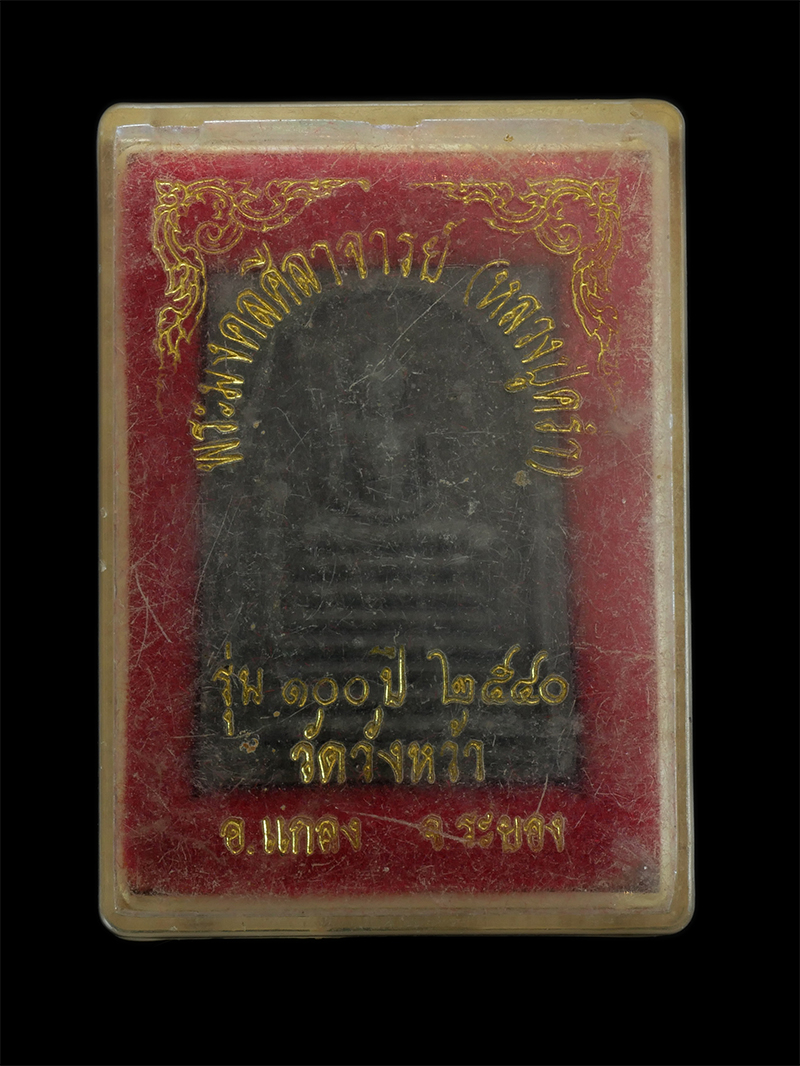 พระมงคลศีลาจารย์ (หลวงปู่คร่ำ)
รุ่น ๑๐๐ ปี ๒๕๔๐
วัดวังหว้า
อ.แกลง จ.ระยอง